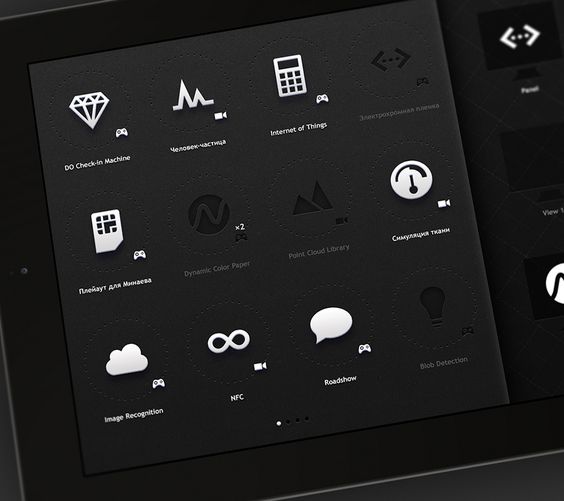 DO Check-in Machine
Человек-частица
Internet of Things
Электрохромная пленка
Плейаут для Минаева
×2
Dynamic Color Paper
Point Cloud Library
Симуляция ткани
Image Recognition
NFC
Roadshow
Blob Detection
Panel
View 1